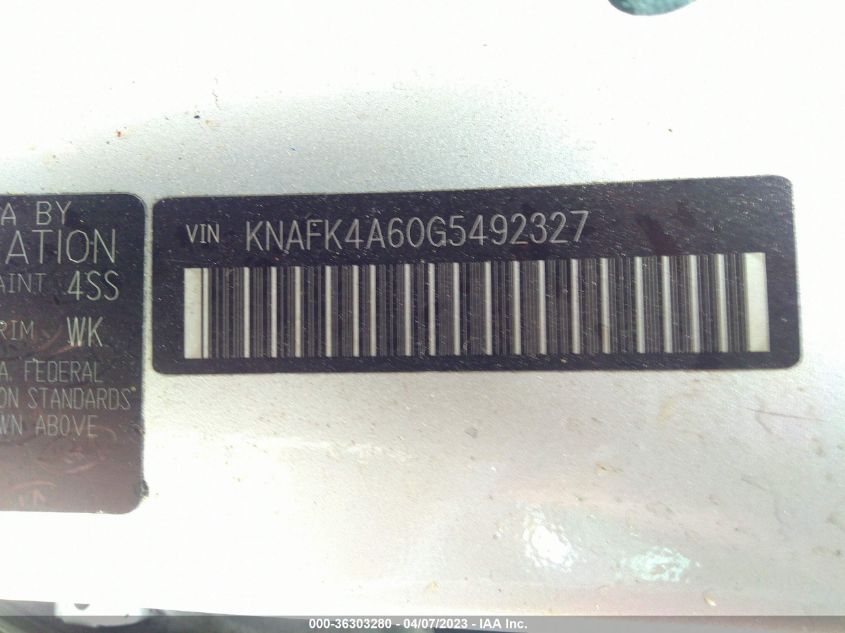 A BY
ATION
AINT 4SS
RIM WK
A. FEDERAL
ON STANDARDS
WN ABOVE
VIN KNAFK4A60G5492327
000-36303280 - 04/07/2023 - IAA Inc.